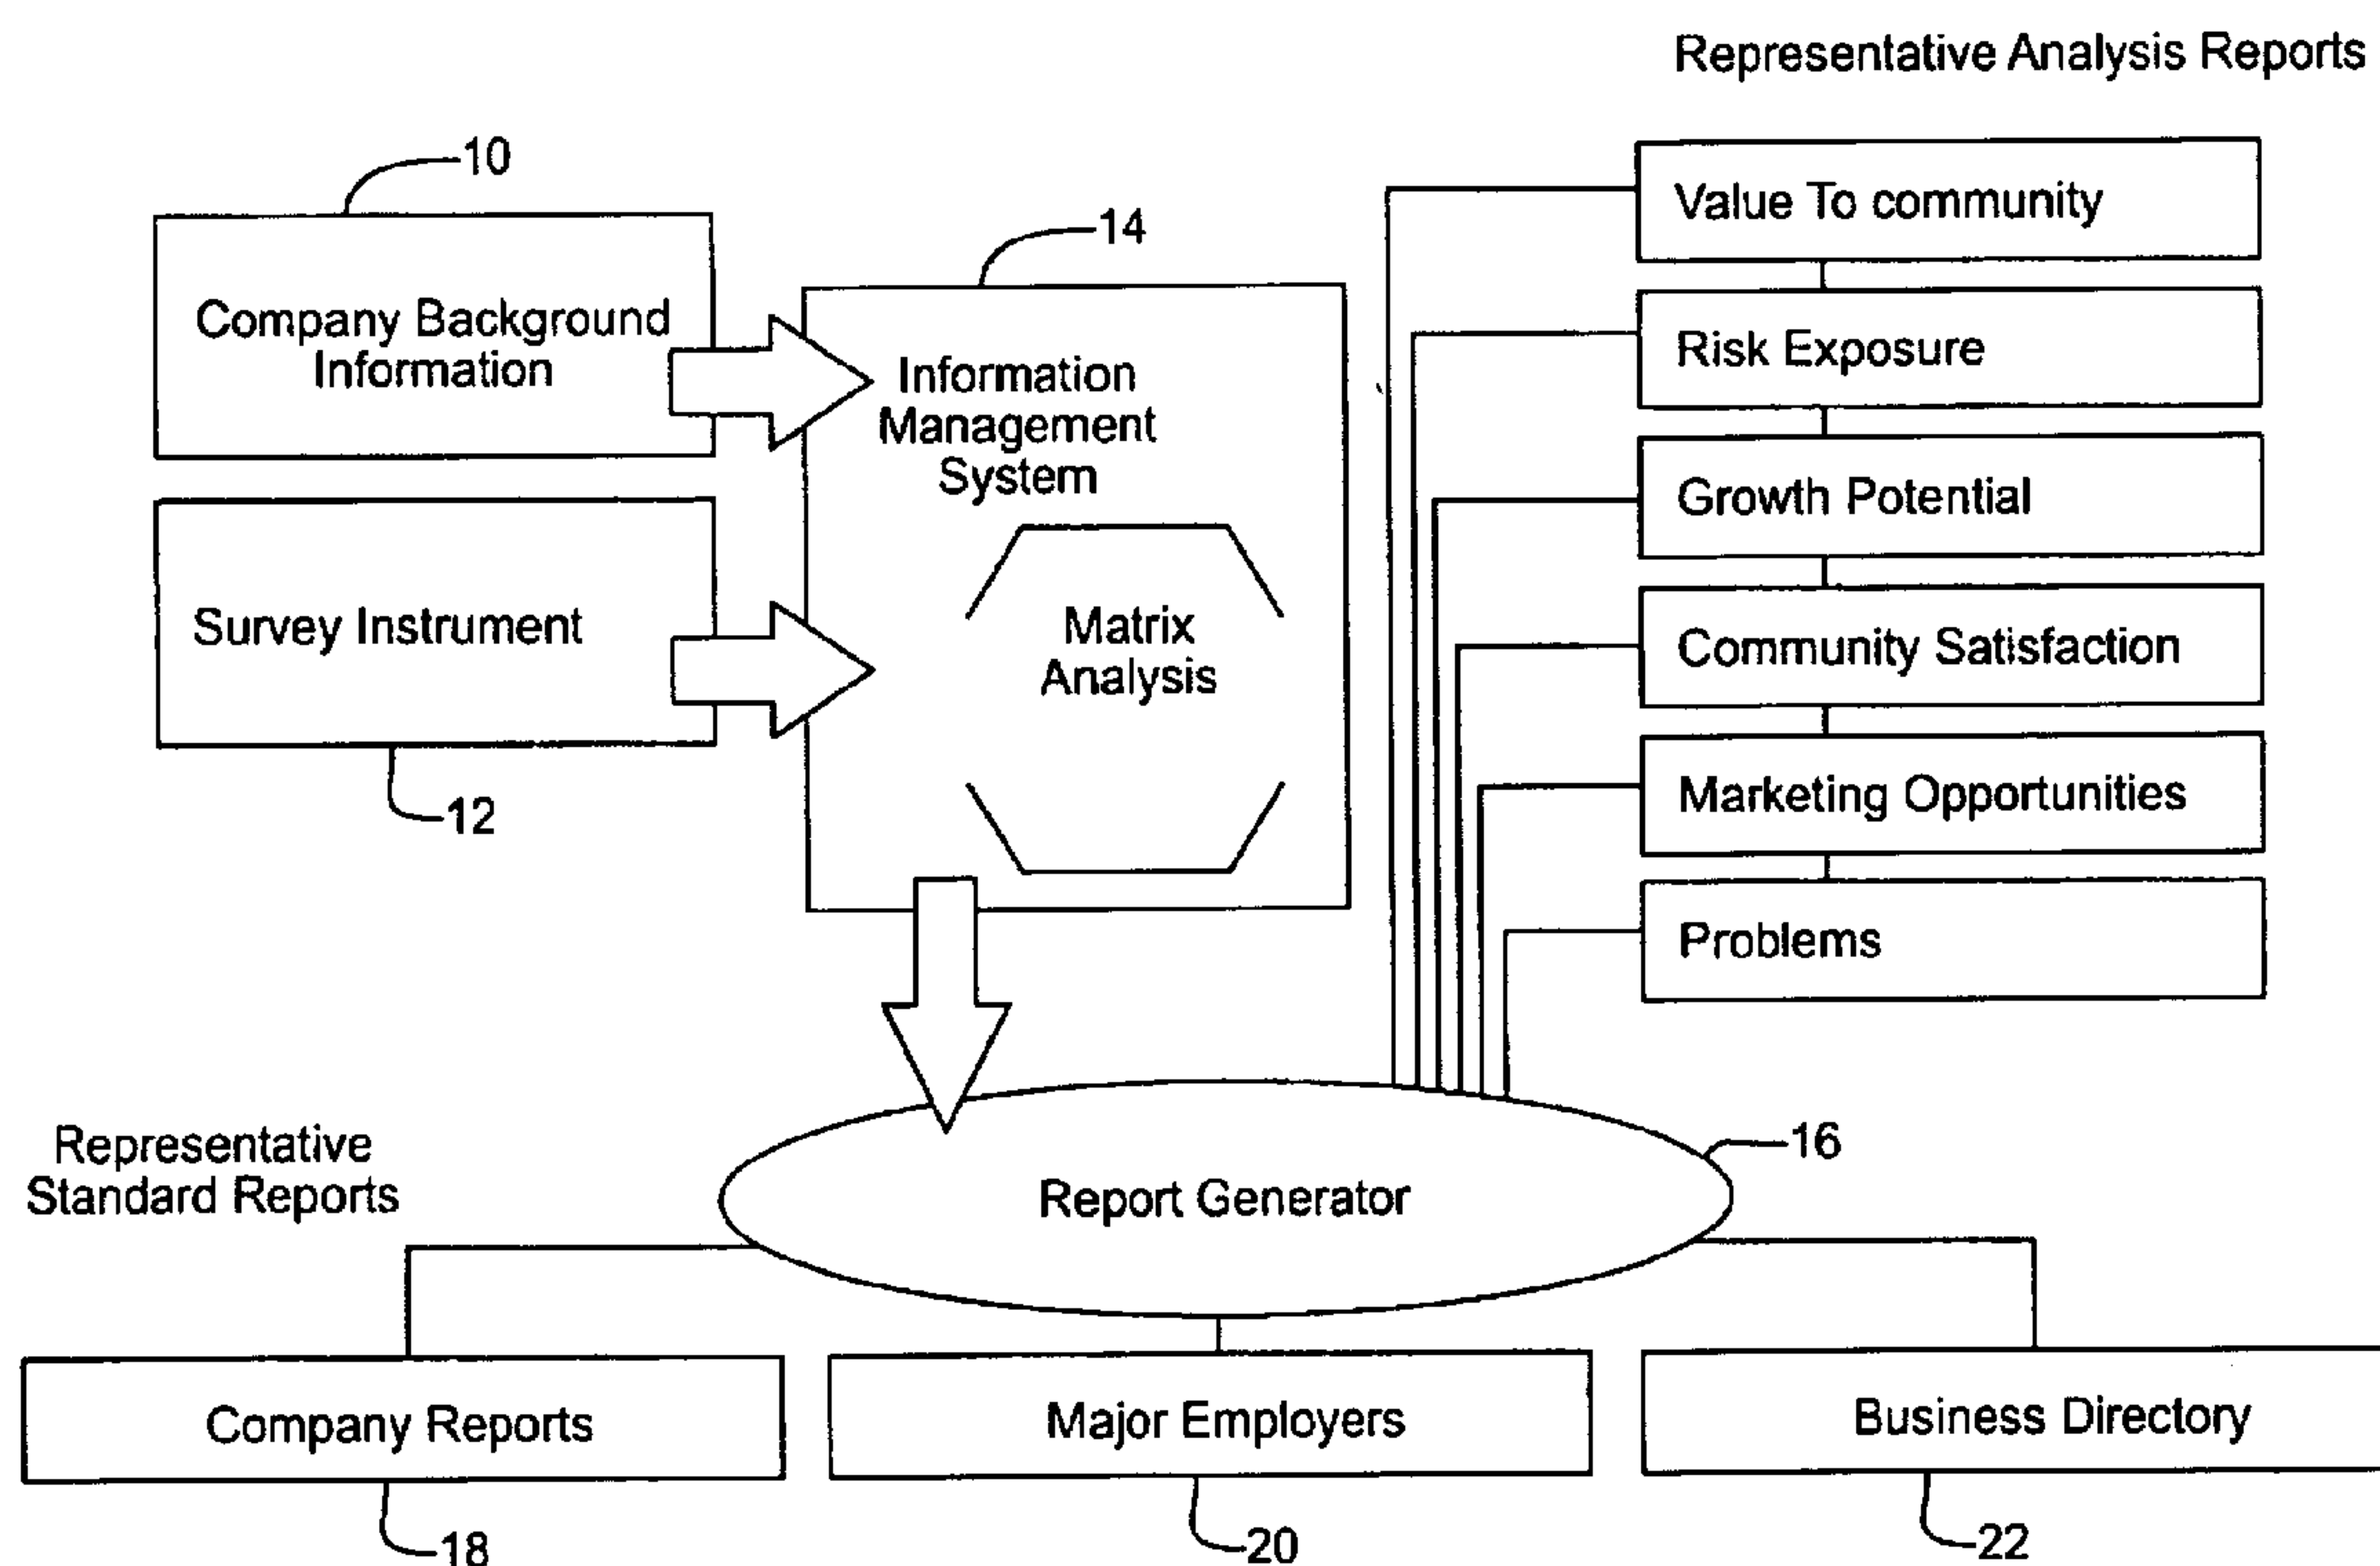 Representative Analysis Reports
10
14
Value To community
Company Background
Information
Information
Management
System
Risk Exposure
Growth Potential
Survey Instrument
Matrix
Analysis
Community Satisfaction
12
Marketing Opportunities
Problems
Representative
Standard Reports
16
Report Generator
Company Reports
Major Employers
Business Directory
18
20
22